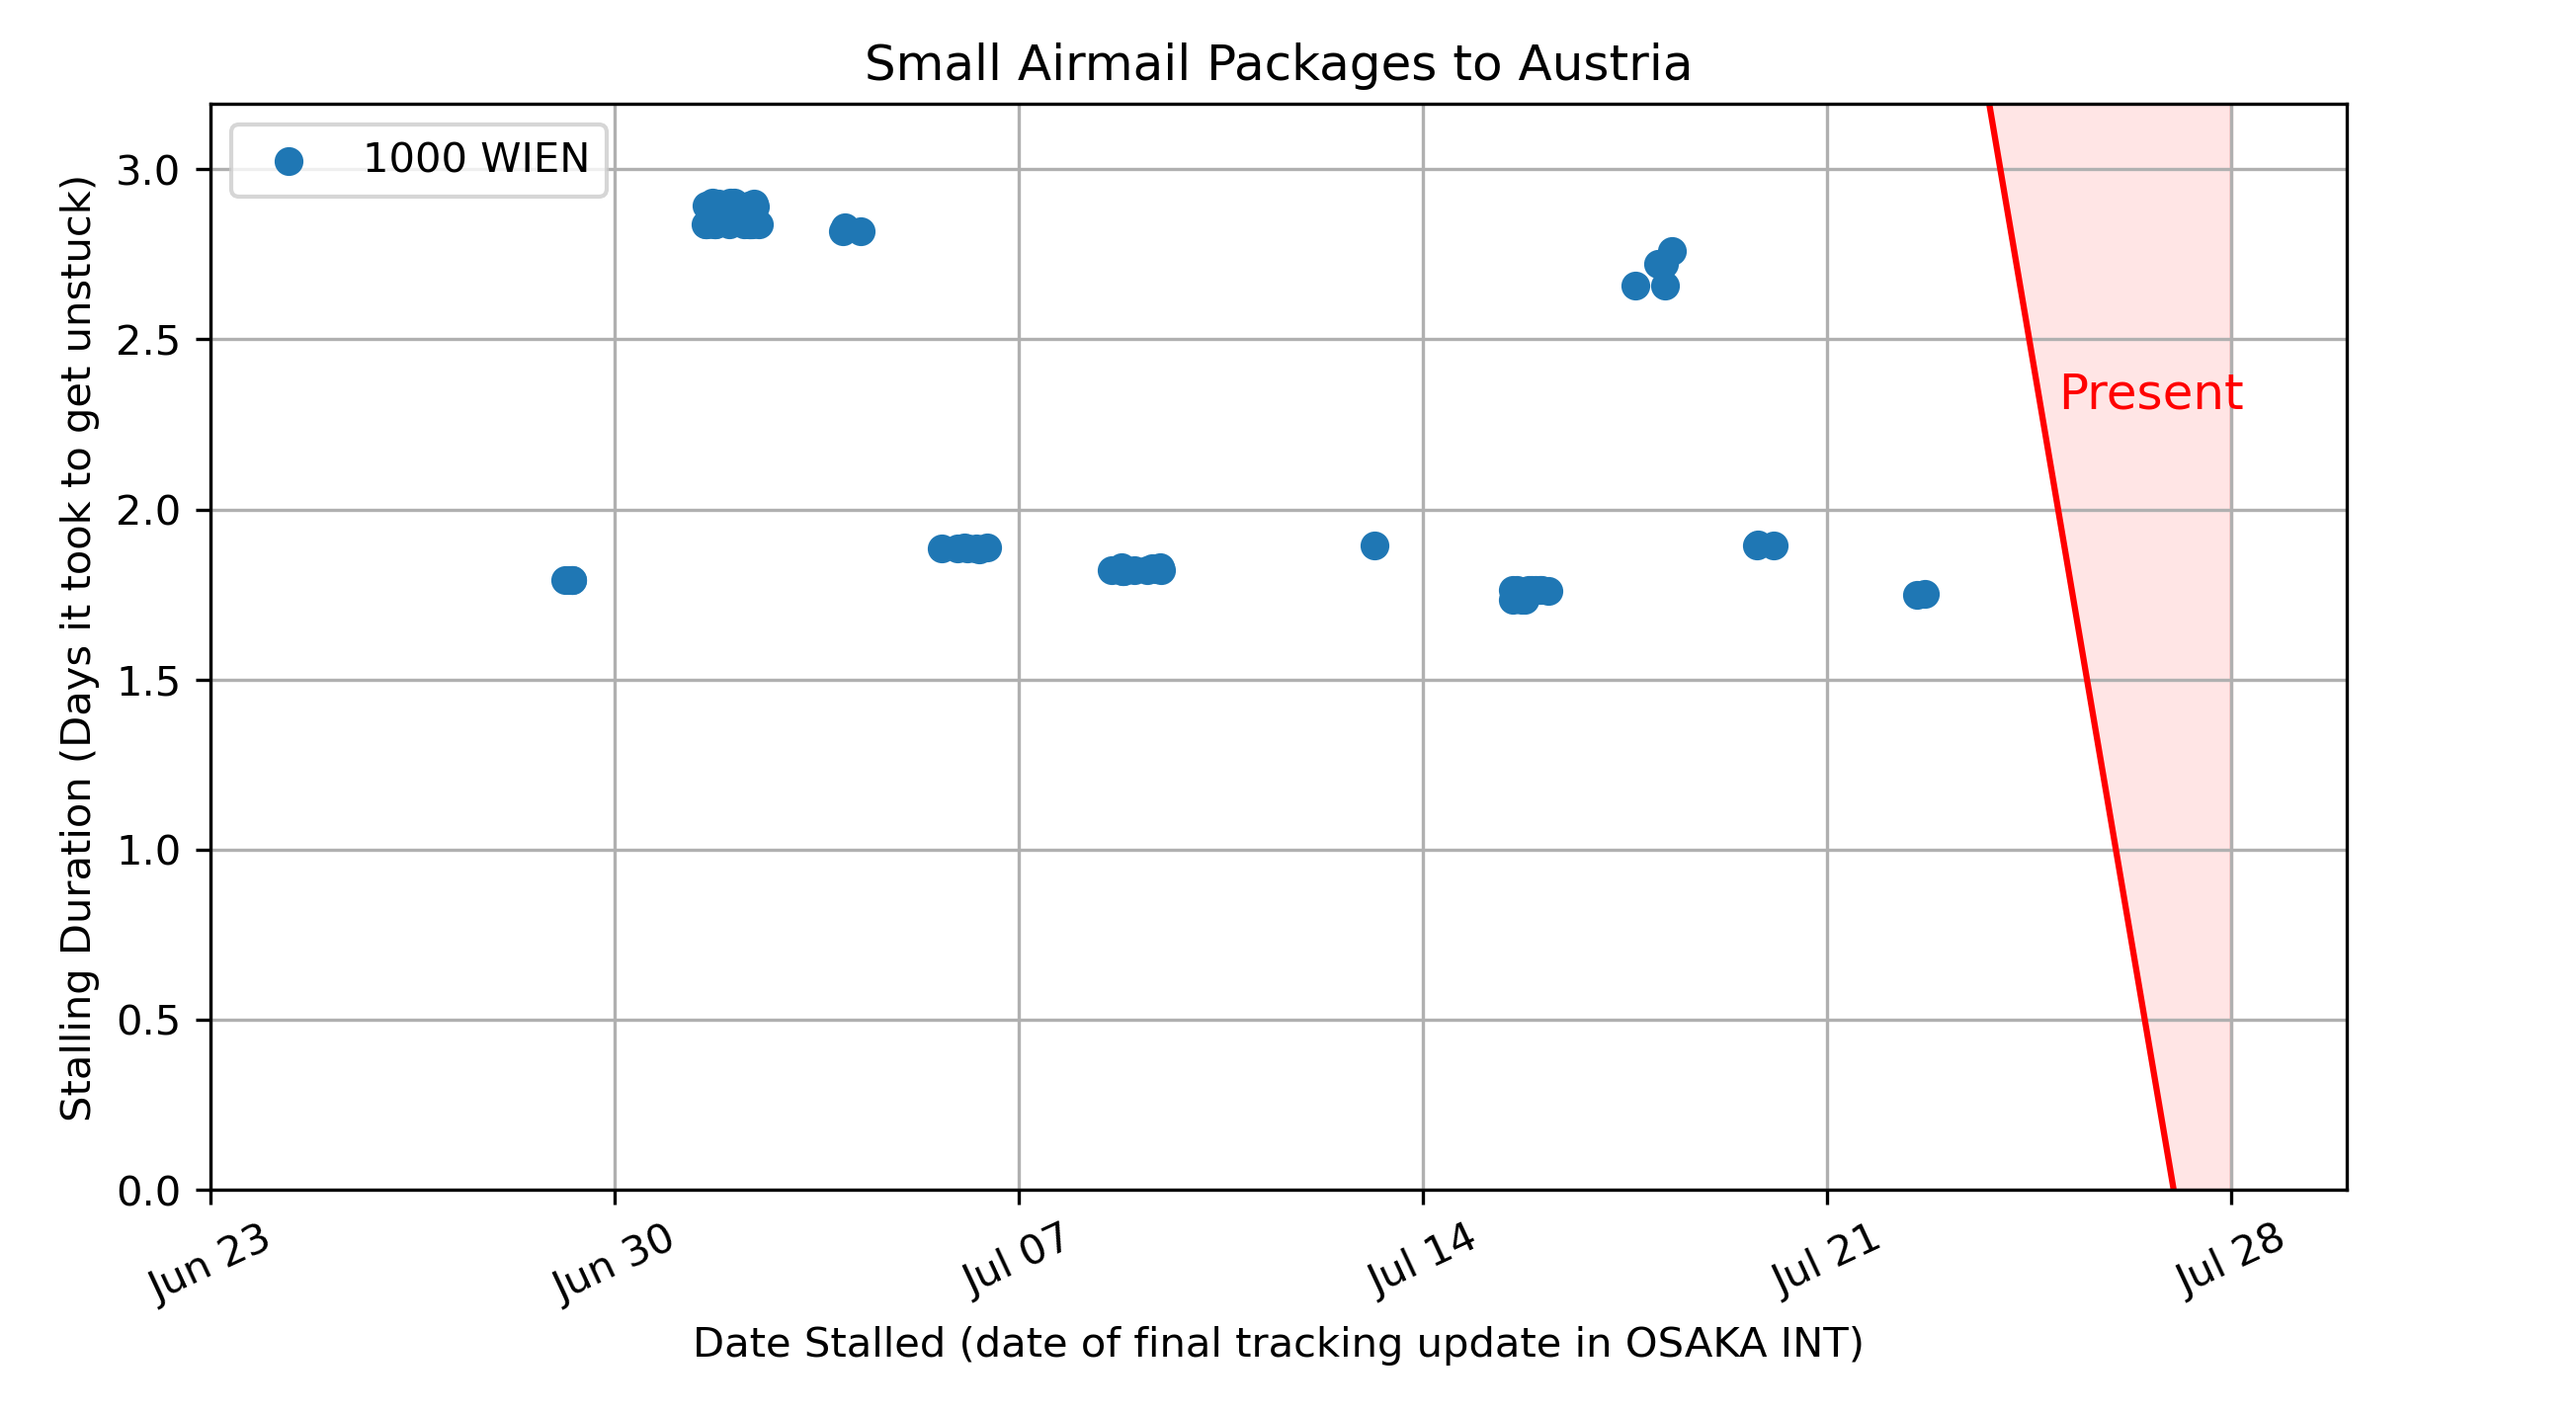 Small Airmail Packages to Austria
1000 WIEN
Present
Stalling Duration (Days it took to get unstuck)
3.0
2.5
2.0
1.5
1.0
0.5
0.0
Jun 23
Jun 30
Jul 07
Jul 14
Jul 21
Jul 28
Date Stalled (date of final tracking update in OSAKA INT)